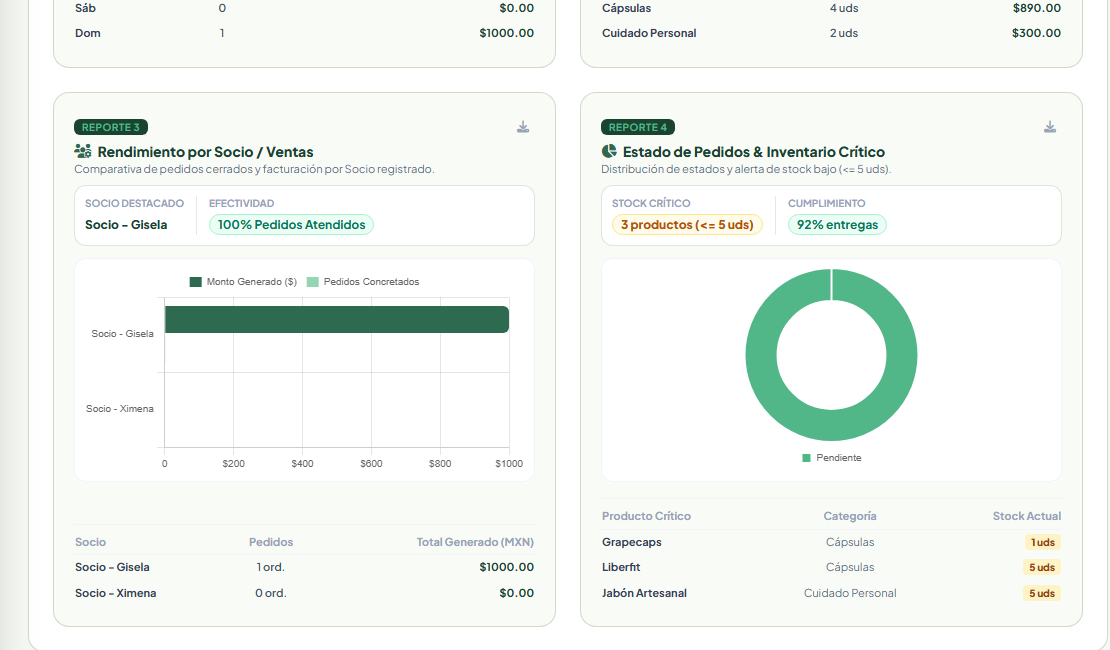 Sáb 0 $0.00
Dom 1 $1000.00
Cápsulas 4 uds $890.00
Cuidado Personal 2 uds $300.00
REPORTE 3
Rendimiento por Socio / Ventas
Comparativa de pedidos cerrados y facturación por Socio registrado.
SOCIO DESTACADO EFECTIVIDAD
Socio - Gisela 100% Pedidos Atendidos
Monto Generado ($) Pedidos Concretados
Socio - Gisela
Socio - Ximena
0 $200 $400 $600 $800 $1000
Socio Pedidos Total Generado (MXN)
Socio - Gisela 1 ord. $1000.00
Socio - Ximena 0 ord. $0.00
REPORTE 4
Estado de Pedidos & Inventario Crítico
Distribución de estados y alerta de stock bajo (<= 5 uds).
STOCK CRÍTICO CUMPLIMIENTO
3 productos (<= 5 uds) 92% entregas
Pendiente
Producto Crítico Categoría Stock Actual
Grapecaps Cápsulas 1 uds
Liberfit Cápsulas 5 uds
Jabón Artesanal Cuidado Personal 5 uds